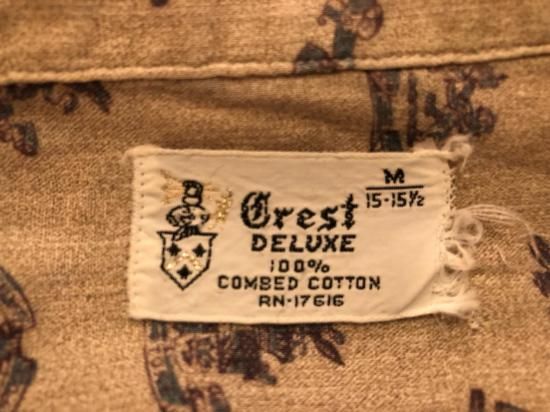 Crest
DELUXE
100%
COMBED COTTON
RN-17616
M
15-15½